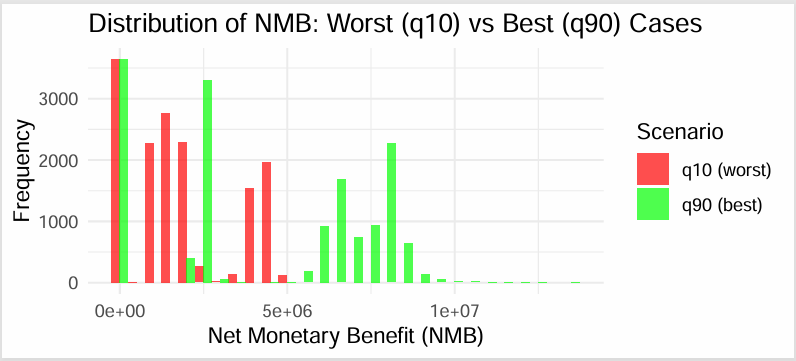 Distribution of NMB: Worst (q10) vs Best (q90) Cases
3000
2000
1000
0
Frequency
0e+00 5e+06 1e+07
Net Monetary Benefit (NMB)
Scenario
q10 (worst)
q90 (best)